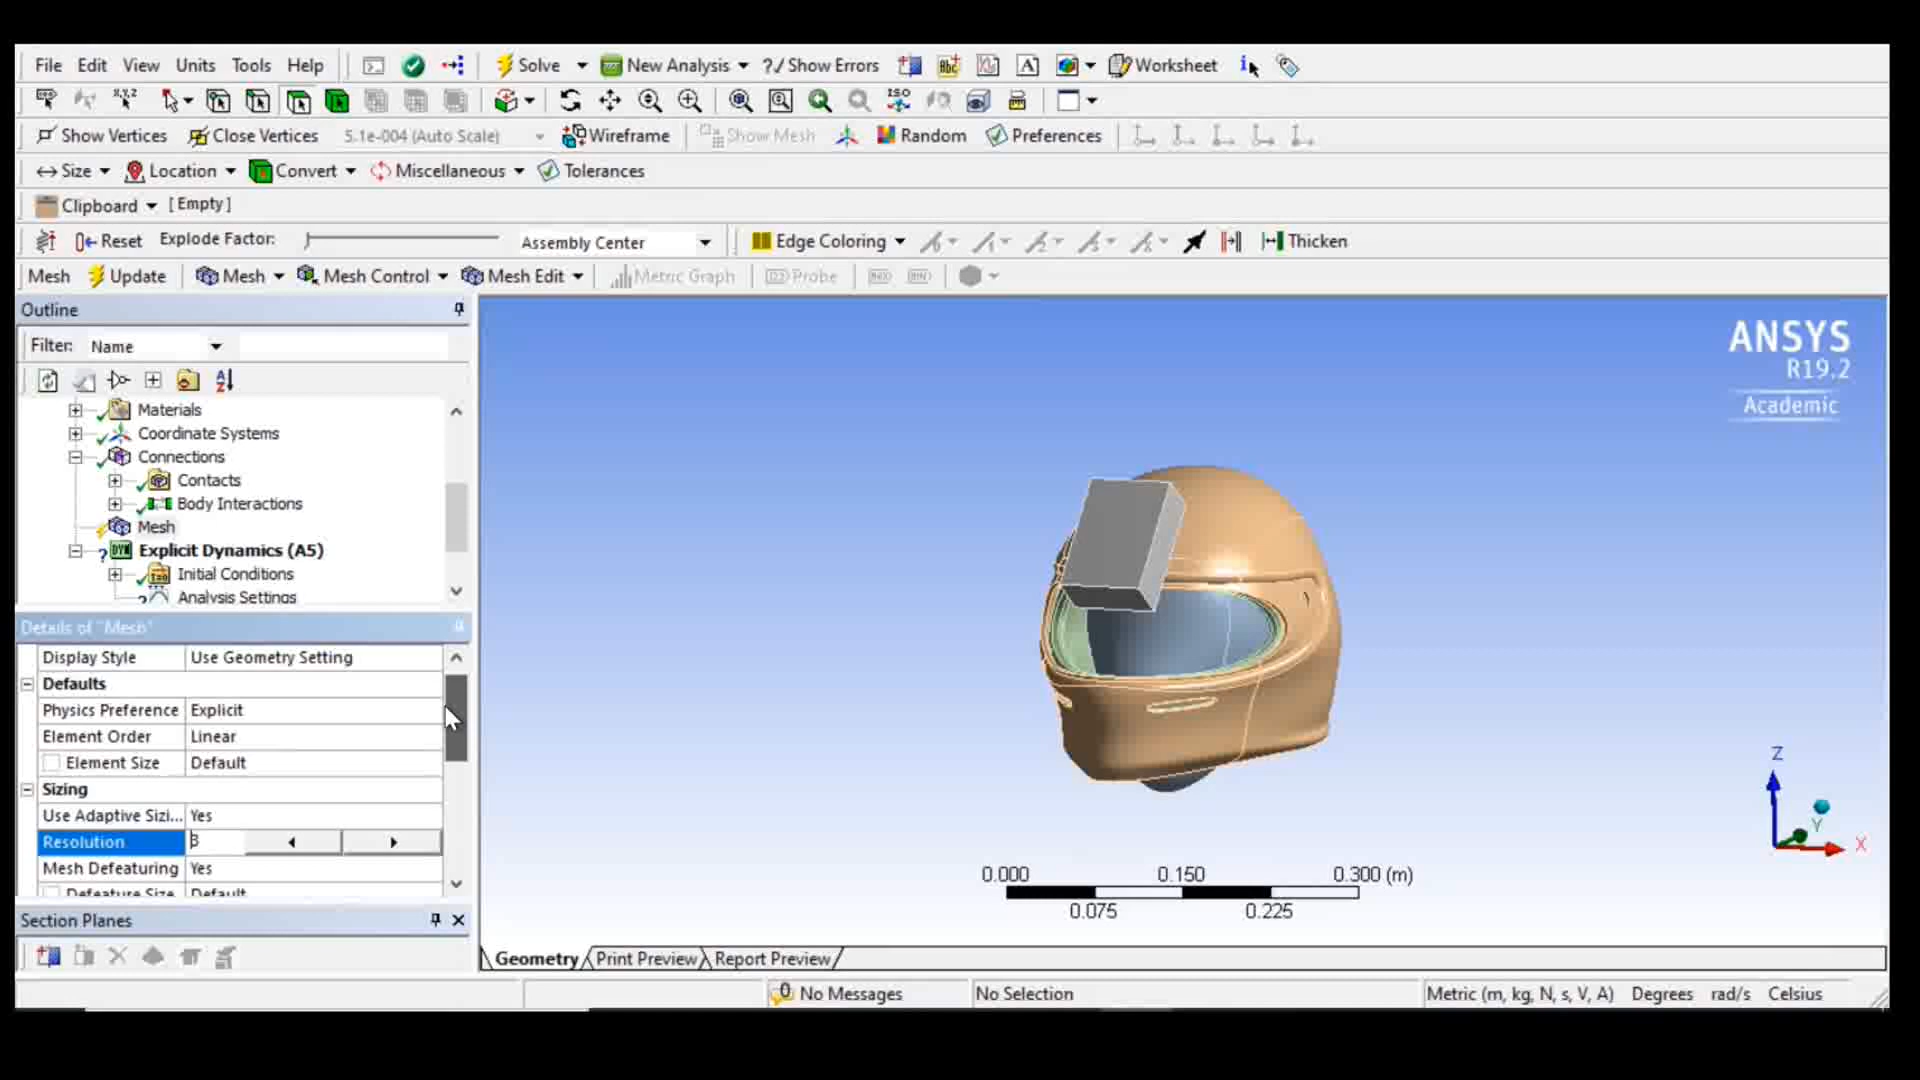 File Edit View Units Tools Help Solve New Analysis ?/ Show Errors Worksheet
Show Vertices Close Vertices 5.1e-004 (Auto Scale) Wireframe Show Mesh Random Preferences
Size Location Convert Miscellaneous Tolerances
Clipboard [Empty]
Reset Explode Factor: Assembly Center Edge Coloring Thicken
Mesh Update Mesh Mesh Control Mesh Edit Metric Graph Probe
Outline
Filter: Name
Materials
Coordinate Systems
Connections
Contacts
Body Interactions
Mesh
Explicit Dynamics (A5)
Initial Conditions
Analysis Settings
Details of "Mesh"
Display Style Use Geometry Setting
Defaults
Physics Preference Explicit
Element Order Linear
Element Size Default
Sizing
Use Adaptive Sizi... Yes
Resolution 3
Mesh Defeaturing Yes
Defeature Size Default
Section Planes
ANSYS
R19.2
Academic
Z
Y
X
0.000 0.150 0.300 (m)
0.075 0.225
Geometry Print Preview Report Preview
0 No Messages No Selection Metric (m, kg, N, s, V, A) Degrees rad/s Celsius